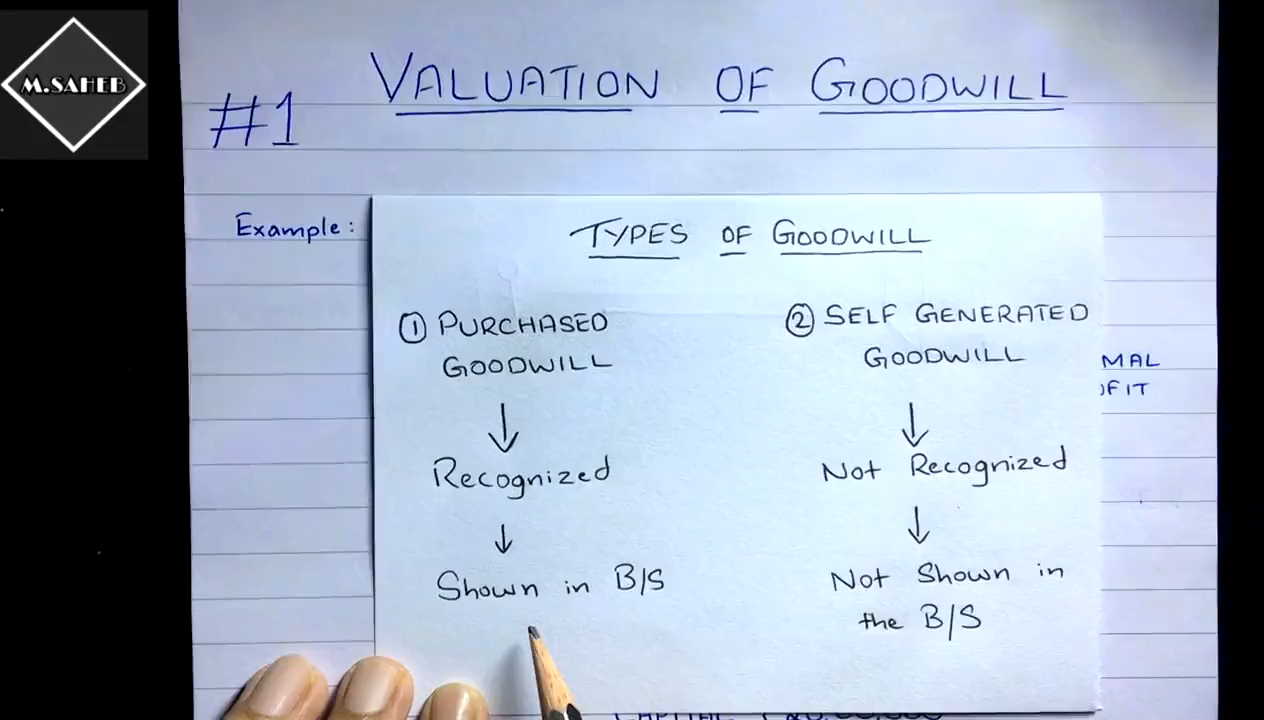 M.SAHEB
#1 VALUATION OF GOODWILL
Example:
TYPES OF GOODWILL
① PURCHASED
GOODWILL
↓
Recognized
↓
Shown in B/S
② SELF GENERATED
GOODWILL
↓
Not Recognized
↓
Not Shown in
the B/S
MAL
OFIT